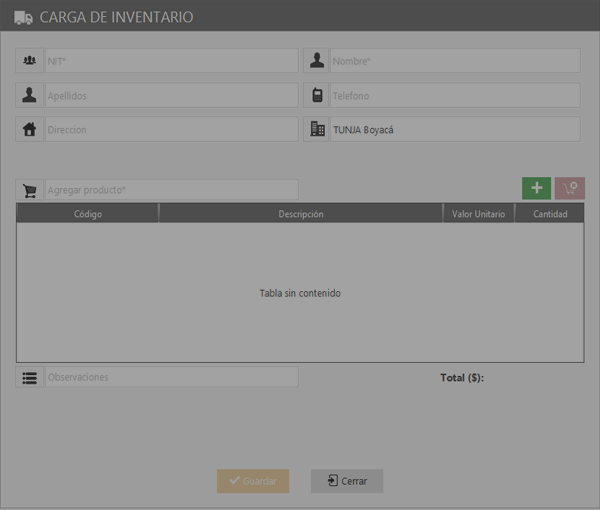 CARGA DE INVENTARIO
NIT*
Nombre*
Apellidos
Telefono
Direccion
TUNJA Boyacá
Agregar producto*
Código Descripción Valor Unitario Cantidad
Tabla sin contenido
Observaciones
Total ($):
Guardar
Cerrar